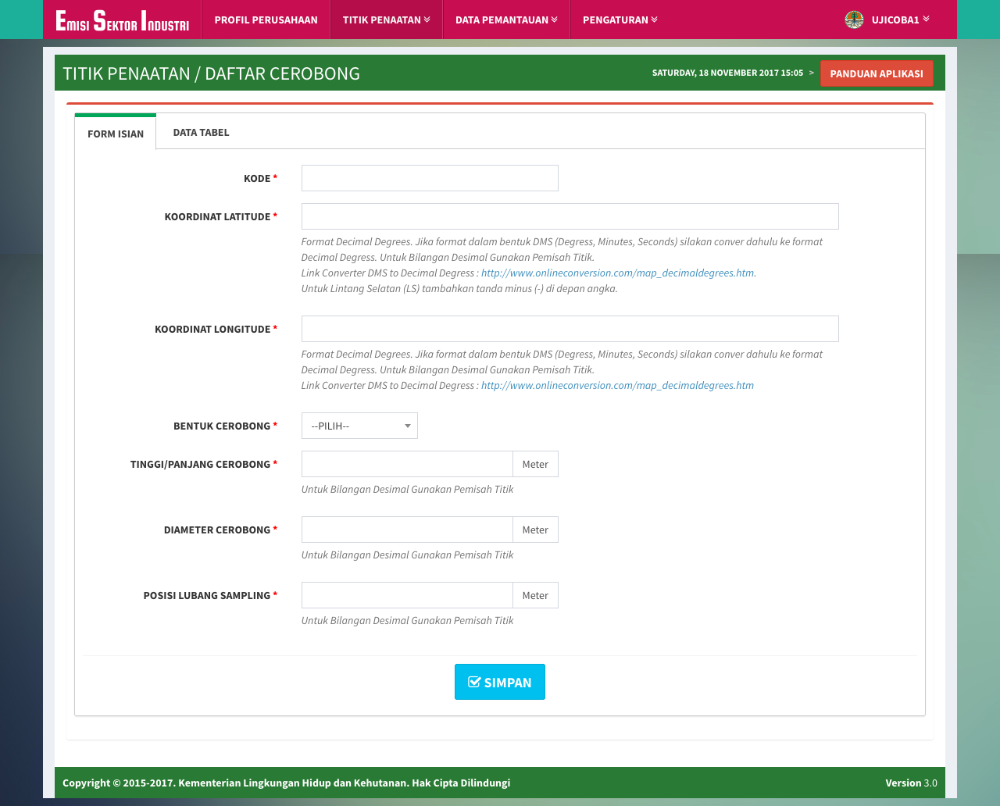 Emisi Sektor Industri
PROFIL PERUSAHAAN
TITIK PENAATAN
DATA PEMANTAUAN
PENGATURAN
UJICOBA1
TITIK PENAATAN / DAFTAR CEROBONG
SATURDAY, 18 NOVEMBER 2017 15:05 >
PANDUAN APLIKASI
FORM ISIAN
DATA TABEL
KODE *
KOORDINAT LATITUDE *
Format Decimal Degrees. Jika format dalam bentuk DMS (Degress, Minutes, Seconds) silakan conver dahulu ke format
Decimal Degress. Untuk Bilangan Desimal Gunakan Pemisah Titik.
Link Converter DMS to Decimal Degress : http://www.onlineconversion.com/map_decimaldegrees.htm.
Untuk Lintang Selatan (LS) tambahkan tanda minus (-) di depan angka.
KOORDINAT LONGITUDE *
Format Decimal Degrees. Jika format dalam bentuk DMS (Degress, Minutes, Seconds) silakan conver dahulu ke format
Decimal Degress. Untuk Bilangan Desimal Gunakan Pemisah Titik.
Link Converter DMS to Decimal Degress : http://www.onlineconversion.com/map_decimaldegrees.htm
BENTUK CEROBONG *
--PILIH--
TINGGI/PANJANG CEROBONG *
Meter
Untuk Bilangan Desimal Gunakan Pemisah Titik
DIAMETER CEROBONG *
Meter
Untuk Bilangan Desimal Gunakan Pemisah Titik
POSISI LUBANG SAMPLING *
Meter
Untuk Bilangan Desimal Gunakan Pemisah Titik
SIMPAN
Copyright © 2015-2017. Kementerian Lingkungan Hidup dan Kehutanan. Hak Cipta Dilindungi
Version 3.0